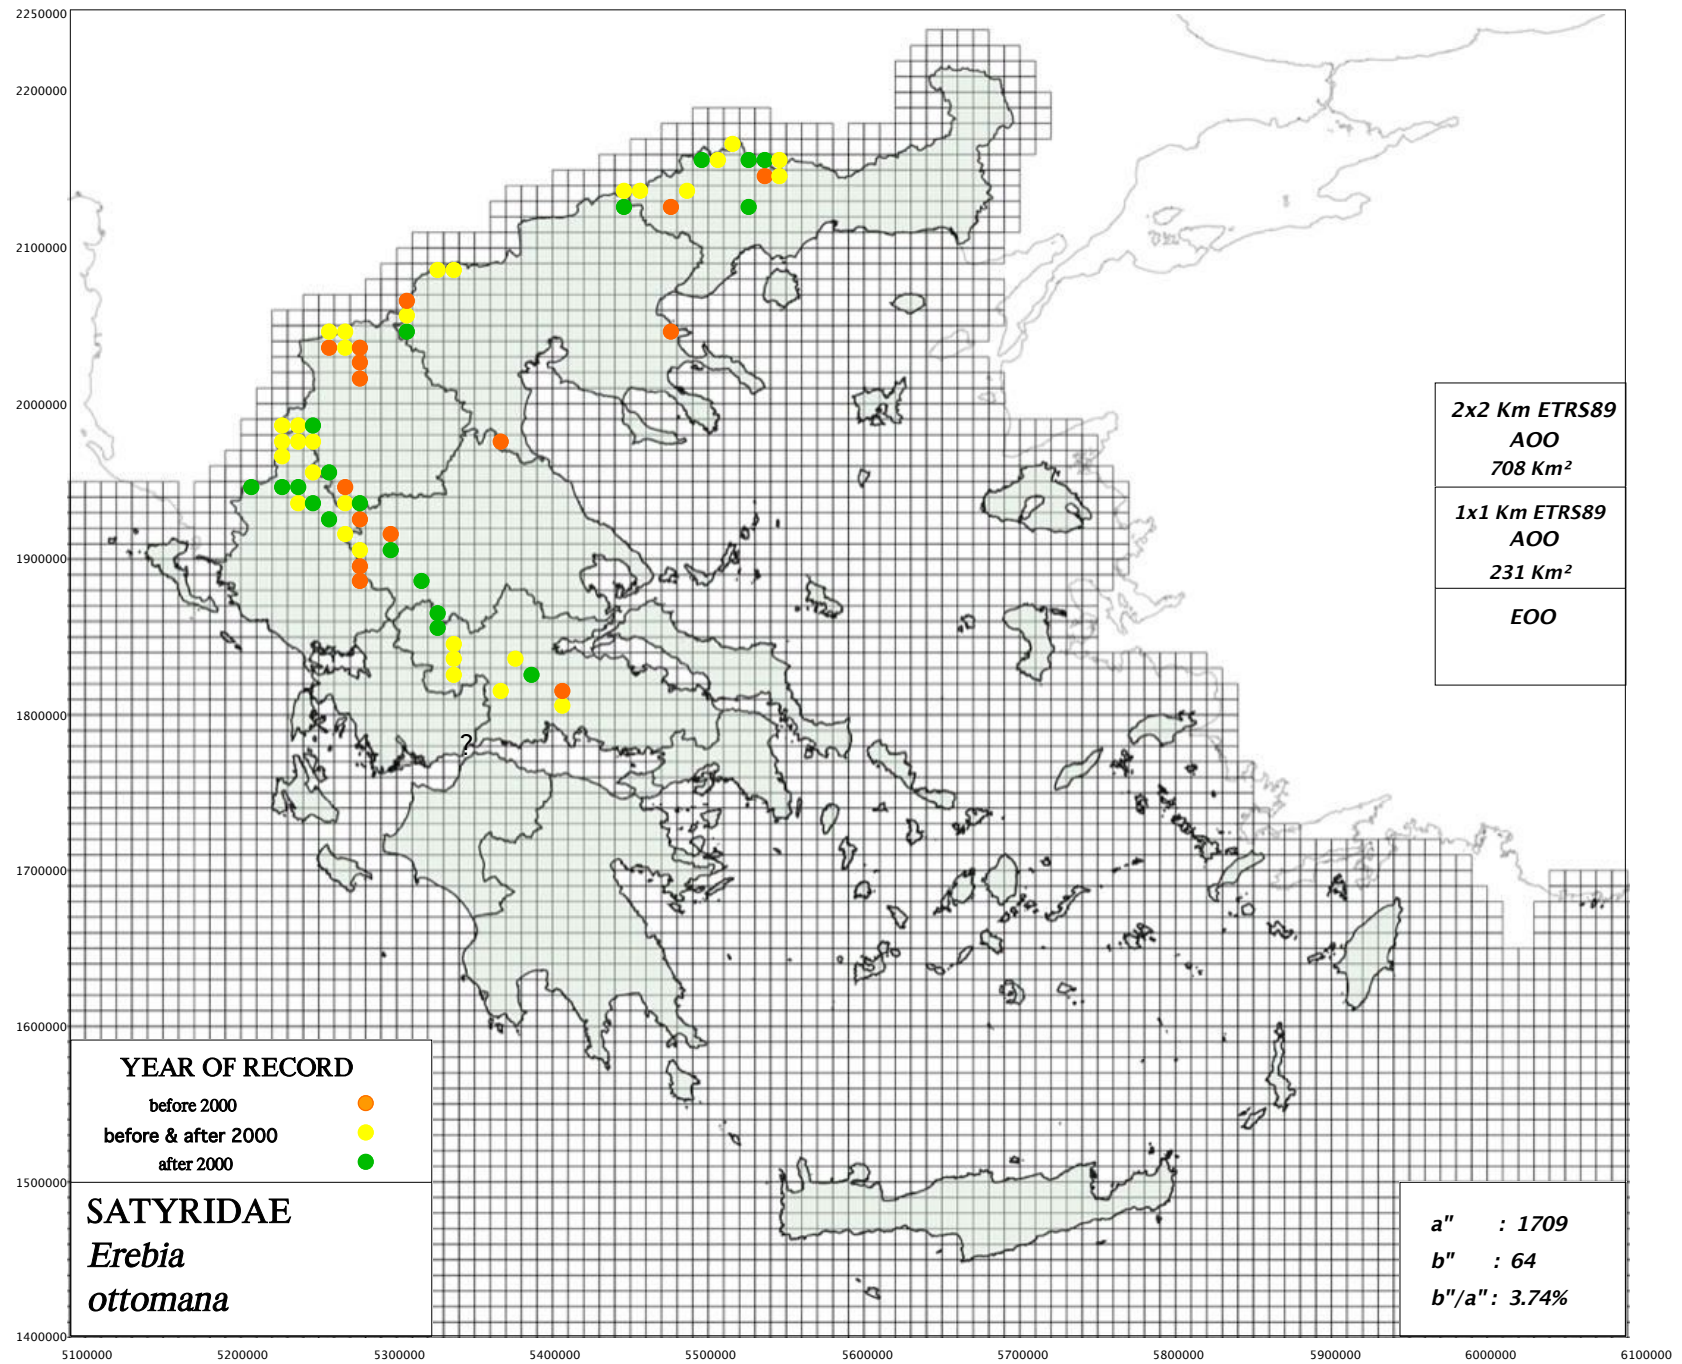 2250000
2200000
2100000
2000000
1900000
1800000
1700000
1600000
1500000
1400000
?
2x2 Km ETRS89
AOO
708 Km²
1x1 Km ETRS89
AOO
231 Km²
EOO
YEAR OF RECORD
before 2000
before & after 2000
after 2000
SATYRIDAE
Erebia
ottomana
a" : 1709
b" : 64
b"/a" : 3.74%
5100000 5200000 5300000 5400000 5500000 5600000 5700000 5800000 5900000 6000000 6100000